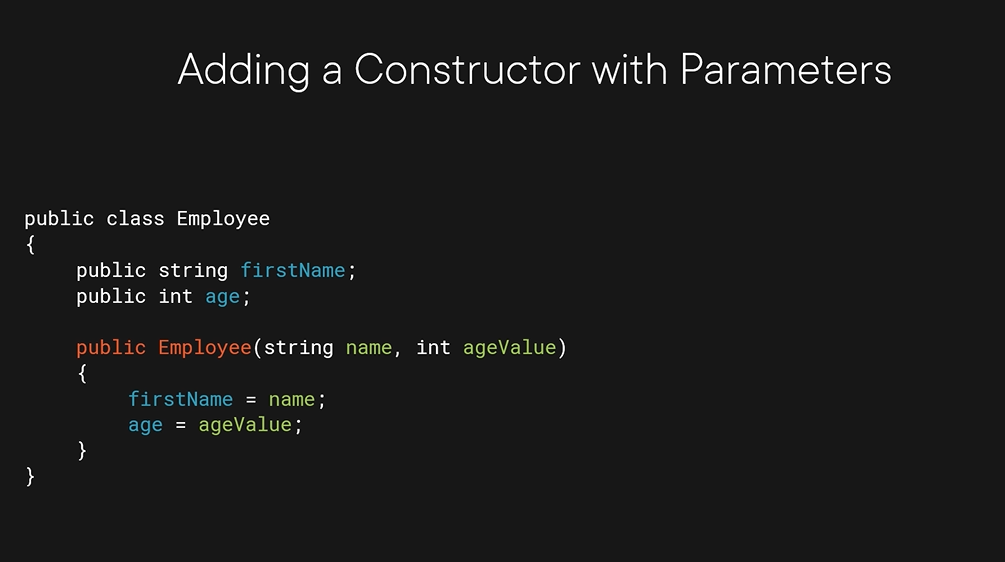 Adding a Constructor with Parameters
public class Employee
{
public string firstName;
public int age;
public Employee(string name, int ageValue)
{
firstName = name;
age = ageValue;
}
}